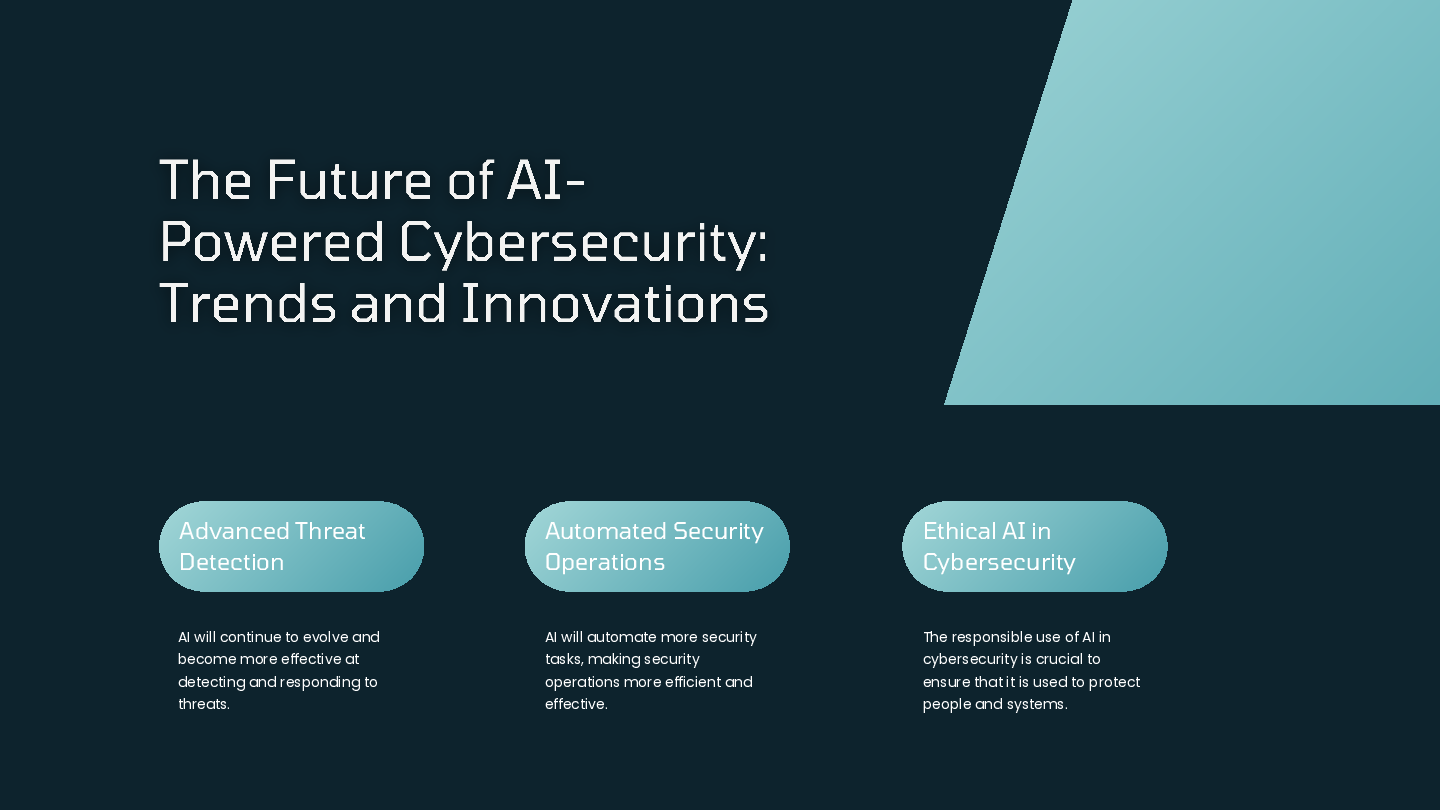 The Future of AI-
Powered Cybersecurity:
Trends and Innovations
Advanced Threat
Detection
AI will continue to evolve and
become more effective at
detecting and responding to
threats.
Automated Security
Operations
AI will automate more security
tasks, making security
operations more efficient and
effective.
Ethical AI in
Cybersecurity
The responsible use of AI in
cybersecurity is crucial to
ensure that it is used to protect
people and systems.